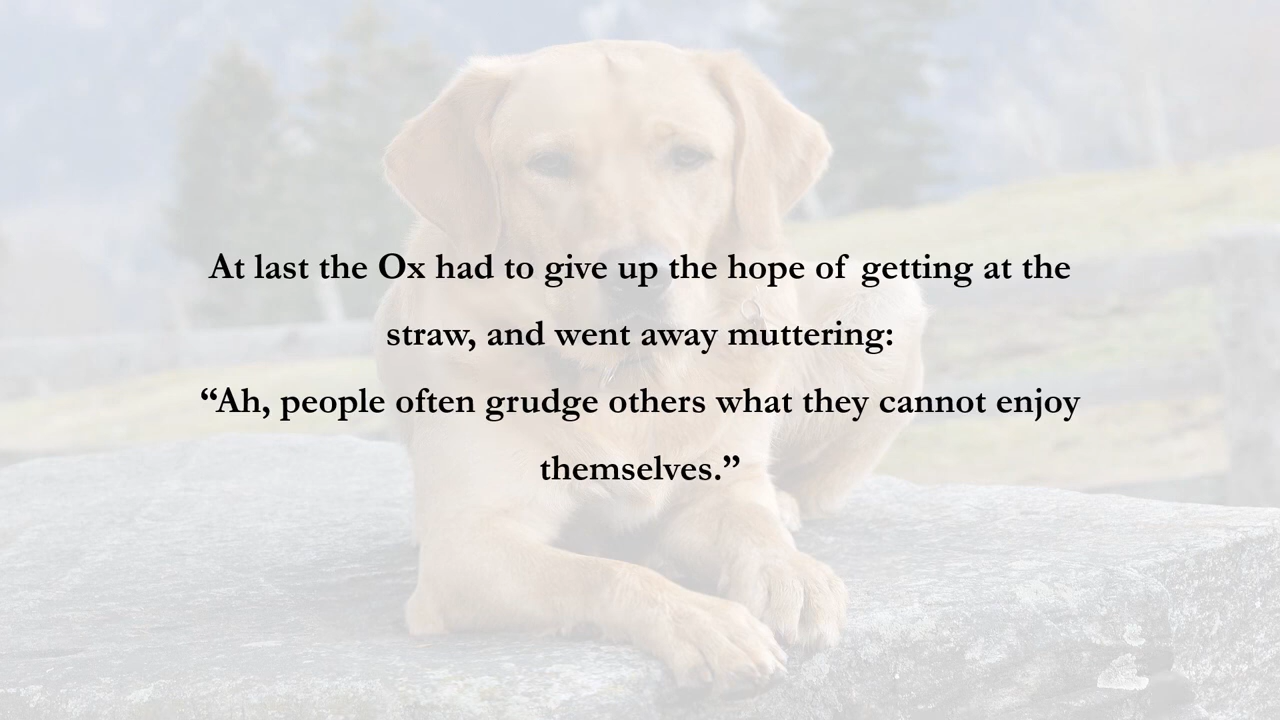 At last the Ox had to give up the hope of getting at the
straw, and went away muttering:
“Ah, people often grudge others what they cannot enjoy
themselves.”